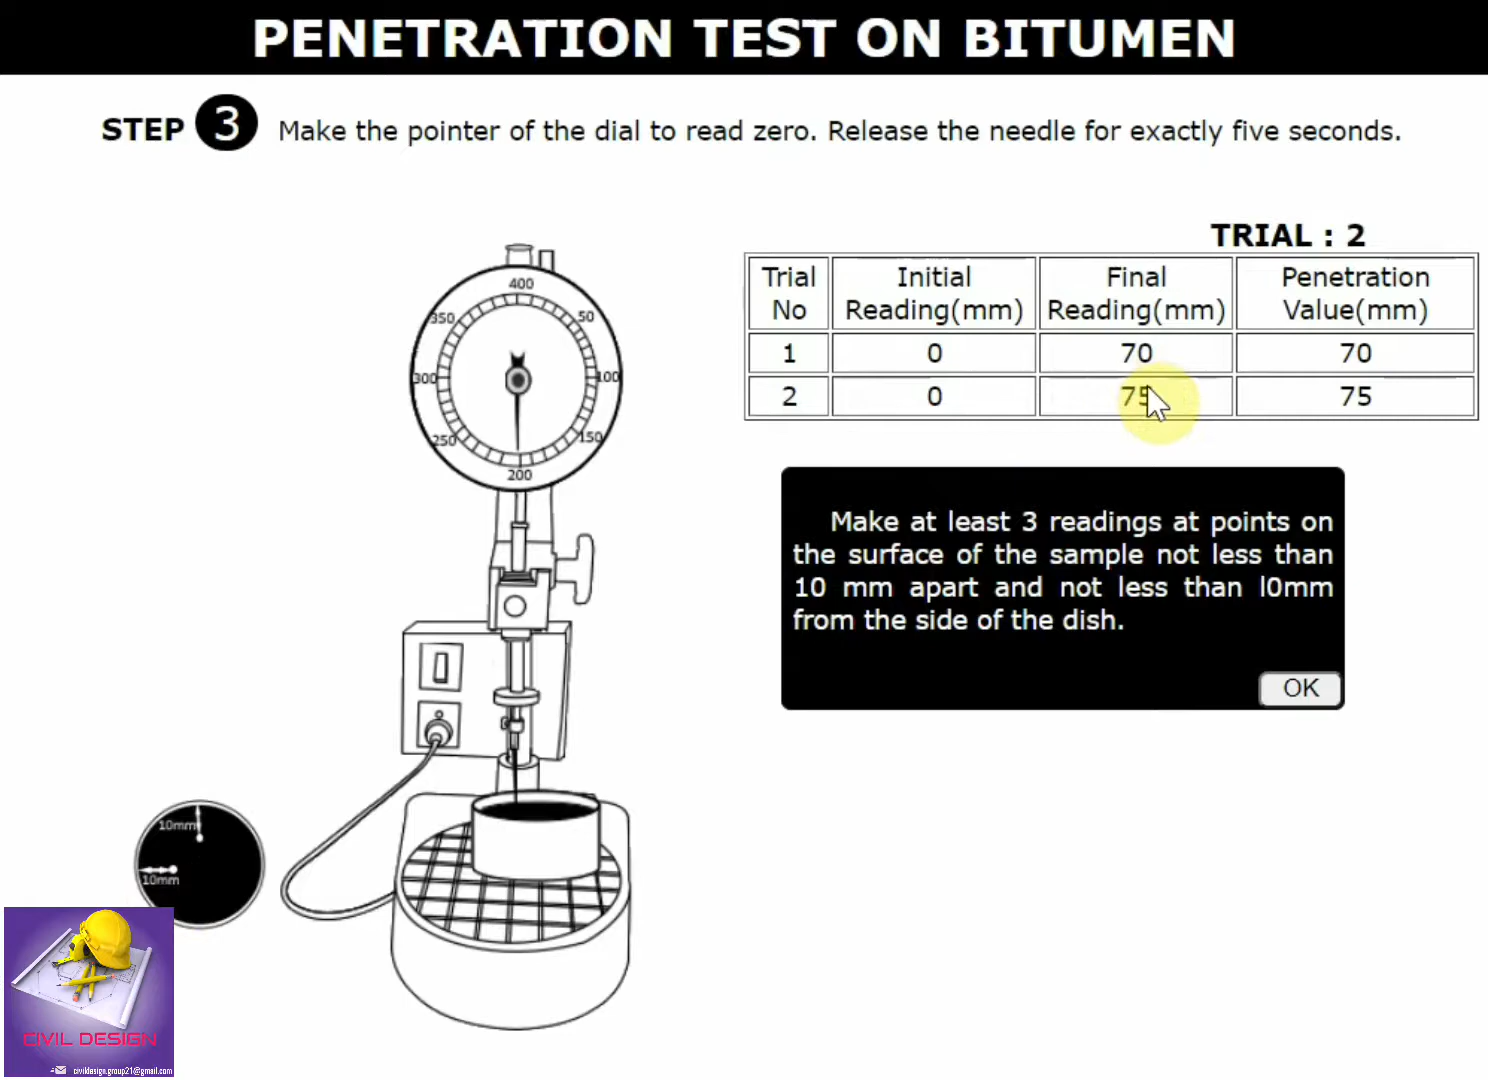 PENETRATION TEST ON BITUMEN
STEP 3 Make the pointer of the dial to read zero. Release the needle for exactly five seconds.
TRIAL : 2
Trial No Initial Reading(mm) Final Reading(mm) Penetration Value(mm)
1 0 70 70
2 0 75 75
400
350 50
300 100
250 150
200
Make at least 3 readings at points on
the surface of the sample not less than
10 mm apart and not less than l0mm
from the side of the dish.
OK
10mm
10mm
CIVIL DESIGN
civildesign.group21@gmail.com